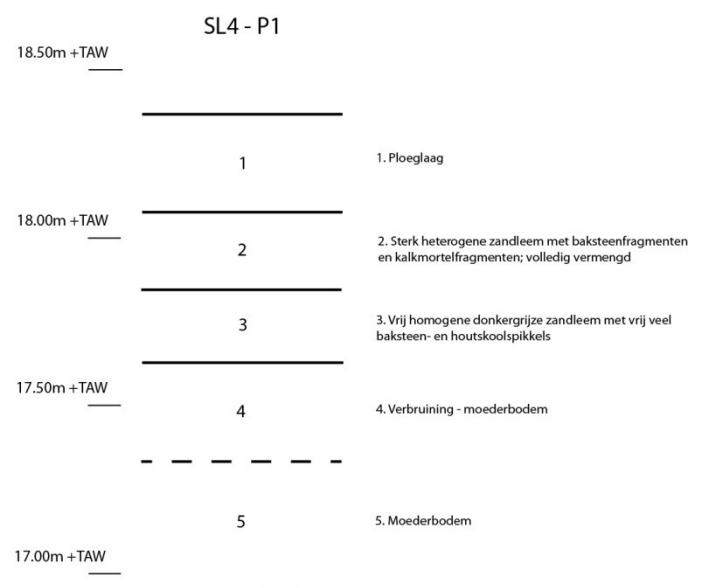 SL4 - P1
18.50m +TAW
1
1. Ploeglaag
18.00m +TAW
2
2. Sterk heterogene zandleem met baksteenfragmenten
en kalkmortelfragmenten; volledig vermengd
3
3. Vrij homogene donkergrijze zandleem met vrij veel
baksteen- en houtskoolspikkels
17.50m +TAW
4
4. Verbruining - moederbodem
5
5. Moederbodem
17.00m +TAW